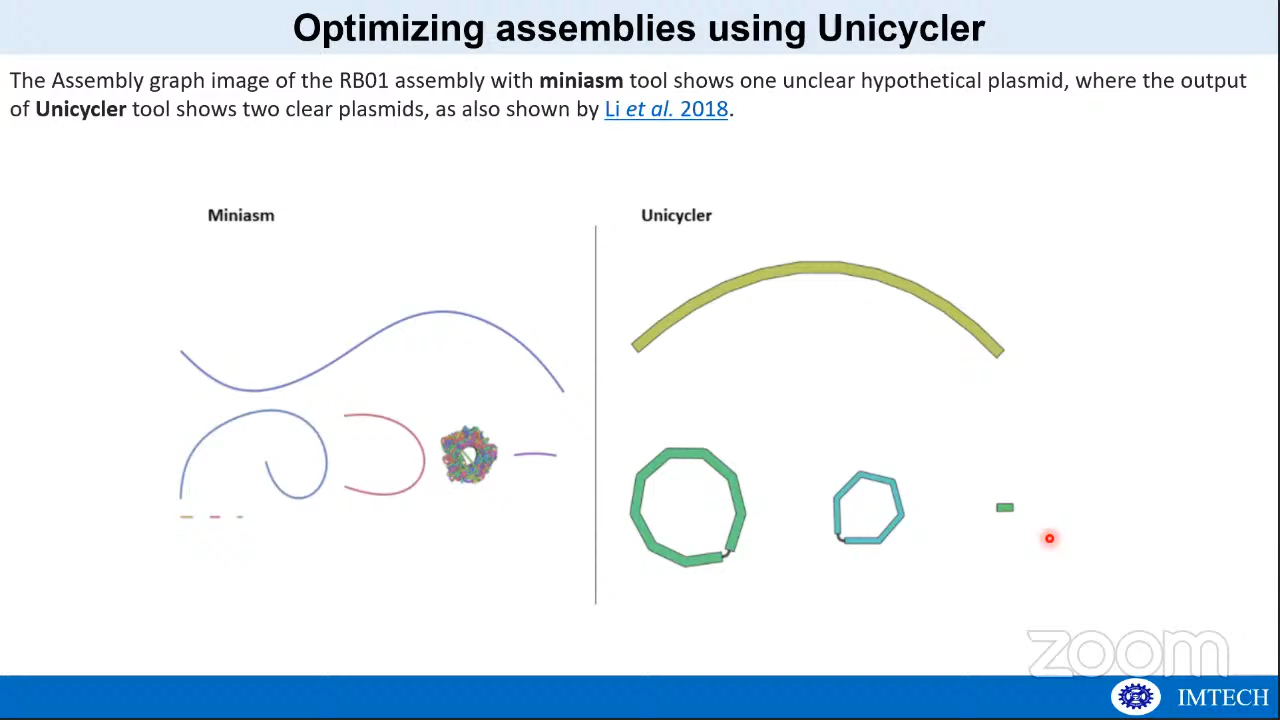 Optimizing assemblies using Unicycler
The Assembly graph image of the RB01 assembly with miniasm tool shows one unclear hypothetical plasmid, where the output
of Unicycler tool shows two clear plasmids, as also shown by Li et al. 2018.
Miniasm
Unicycler
zoom
IMTECH